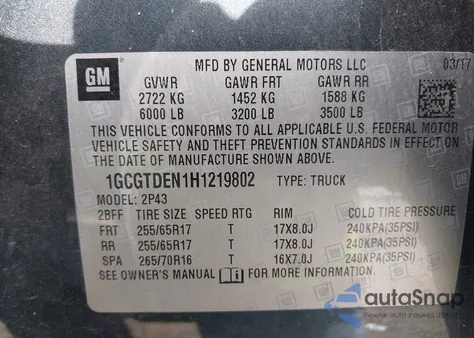 GM
MFD BY GENERAL MOTORS LLC 03/17
GVWR GAWR FRT GAWR RR
2722 KG 1452 KG 1588 KG
6000 LB 3200 LB 3500 LB
THIS VEHICLE CONFORMS TO ALL APPLICABLE U.S. FEDERAL MOTOR
VEHICLE SAFETY AND THEFT PREVENTION STANDARDS IN EFFECT ON
THE DATE OF MANUFACTURE SHOWN ABOVE.
1GCGTDEN1H1219802 TYPE: TRUCK
MODEL: 2P43
2BFF TIRE SIZE SPEED RTG RIM COLD TIRE PRESSURE
FRT 255/65R17 T 17X8.0J 240KPA(35PSI)
RR 255/65R17 T 17X8.0J 240KPA(35PSI)
SPA 265/70R16 T 16X7.0J 240KPA(35PSI)
SEE OWNER'S MANUAL FOR MORE INFORMATION.
autoSnap
Pewne auto z USA